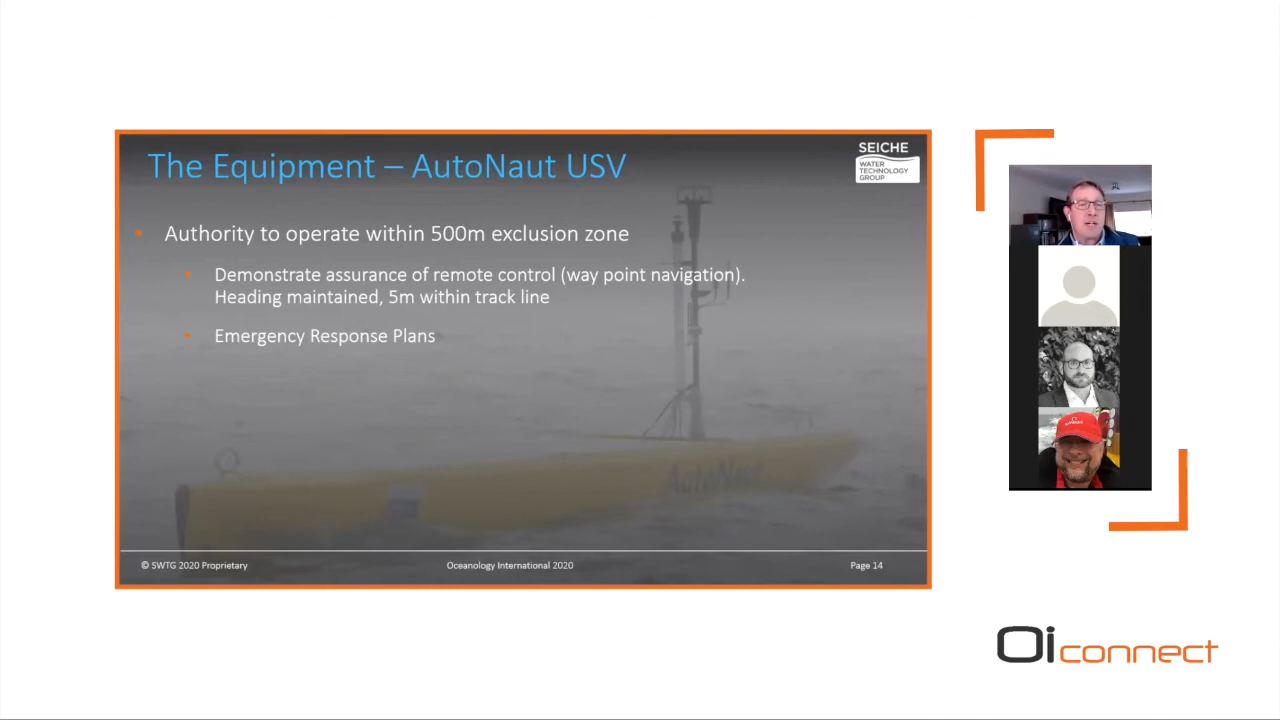 The Equipment – AutoNaut USV
SEICHE
WATER
TECHNOLOGY
GROUP
Authority to operate within 500m exclusion zone
Demonstrate assurance of remote control (way point navigation).
Heading maintained, 5m within track line
Emergency Response Plans
AutoNaut
© SWTG 2020 Proprietary
Oceanology International 2020
Page 14
Oi connect